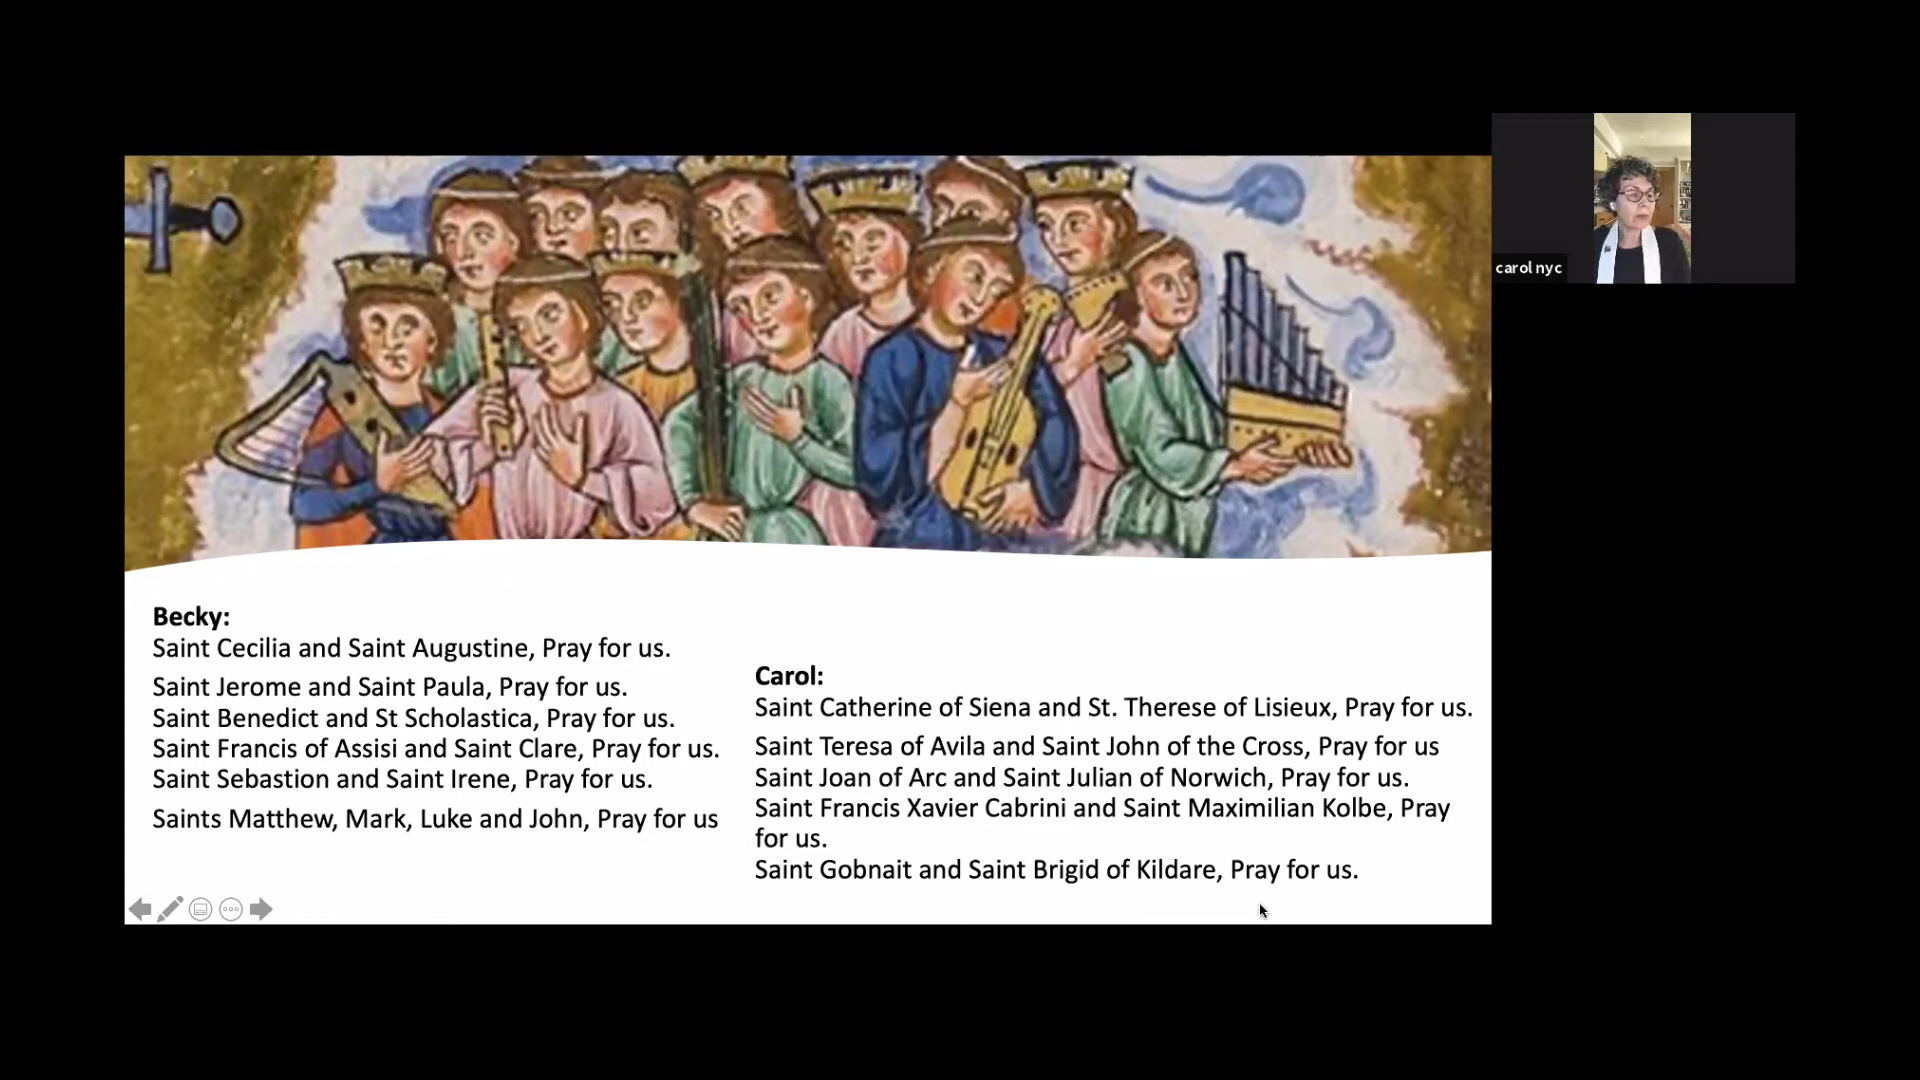 carol nyc
Becky:
Saint Cecilia and Saint Augustine, Pray for us.
Saint Jerome and Saint Paula, Pray for us.
Saint Benedict and St Scholastica, Pray for us.
Saint Francis of Assisi and Saint Clare, Pray for us.
Saint Sebastion and Saint Irene, Pray for us.
Saints Matthew, Mark, Luke and John, Pray for us
Carol:
Saint Catherine of Siena and St. Therese of Lisieux, Pray for us.
Saint Teresa of Avila and Saint John of the Cross, Pray for us
Saint Joan of Arc and Saint Julian of Norwich, Pray for us.
Saint Francis Xavier Cabrini and Saint Maximilian Kolbe, Pray
for us.
Saint Gobnait and Saint Brigid of Kildare, Pray for us.